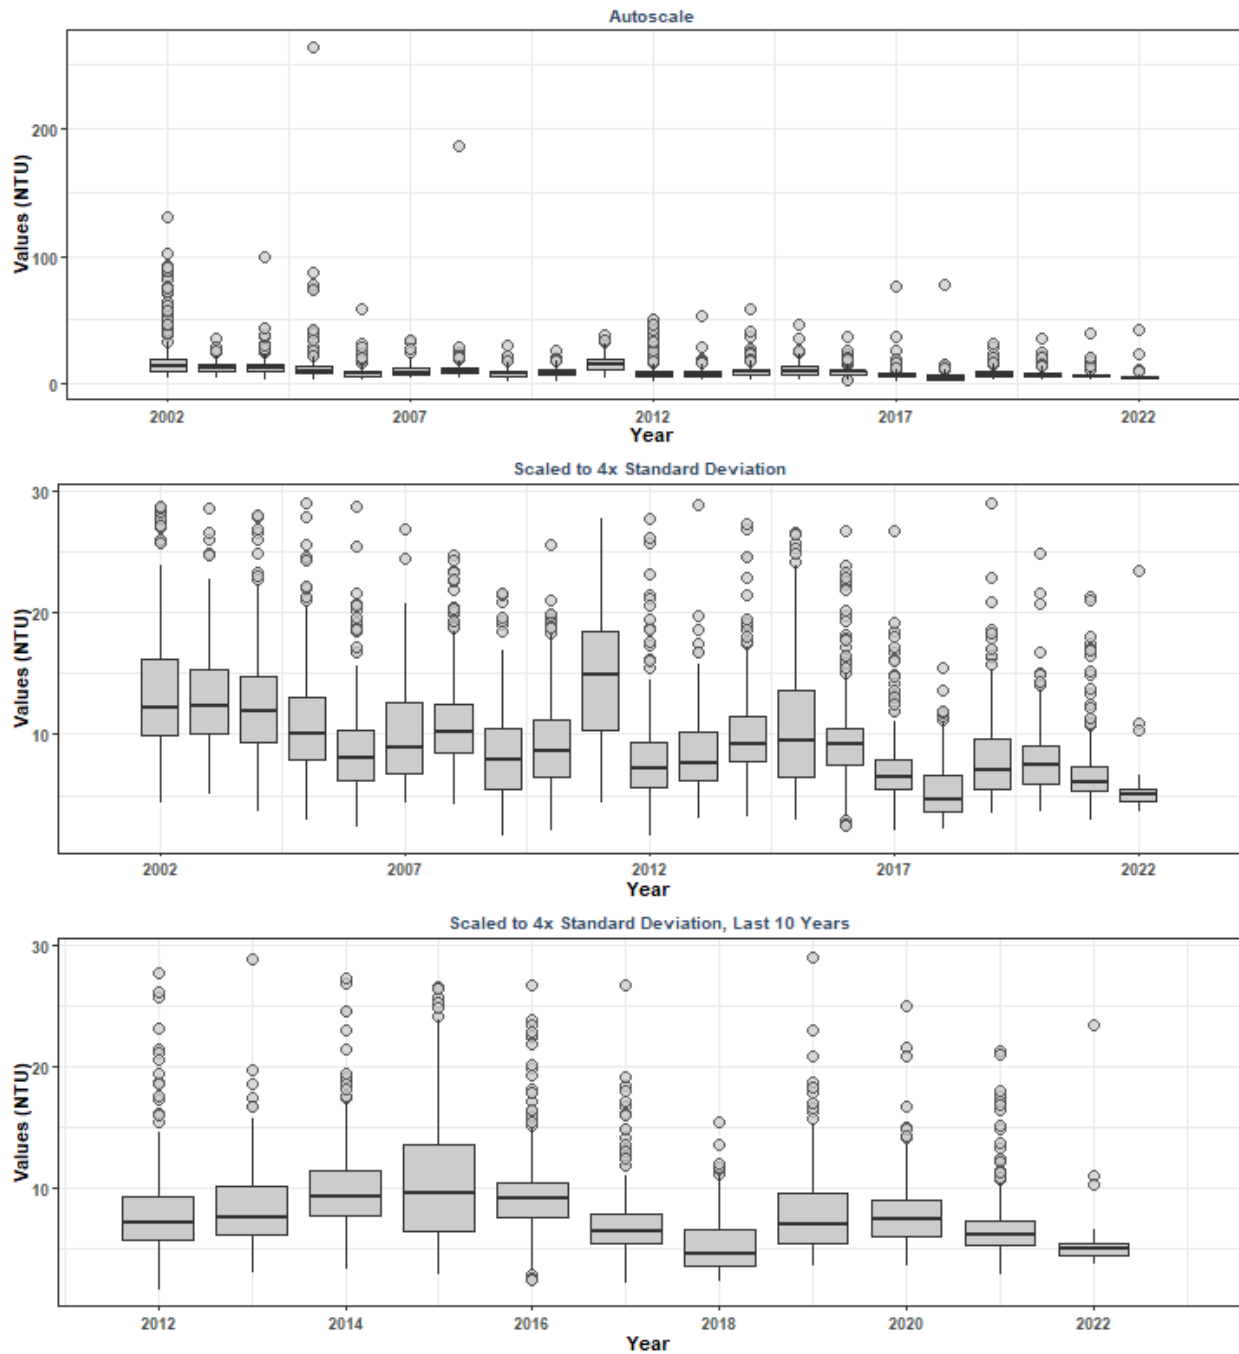 Autoscale
Values (NTU)
200
100
0
2002 2007 2012 2017 2022
Year
Scaled to 4x Standard Deviation
Values (NTU)
30
20
10
2002 2007 2012 2017 2022
Year
Scaled to 4x Standard Deviation, Last 10 Years
Values (NTU)
30
20
10
2012 2014 2016 2018 2020 2022
Year